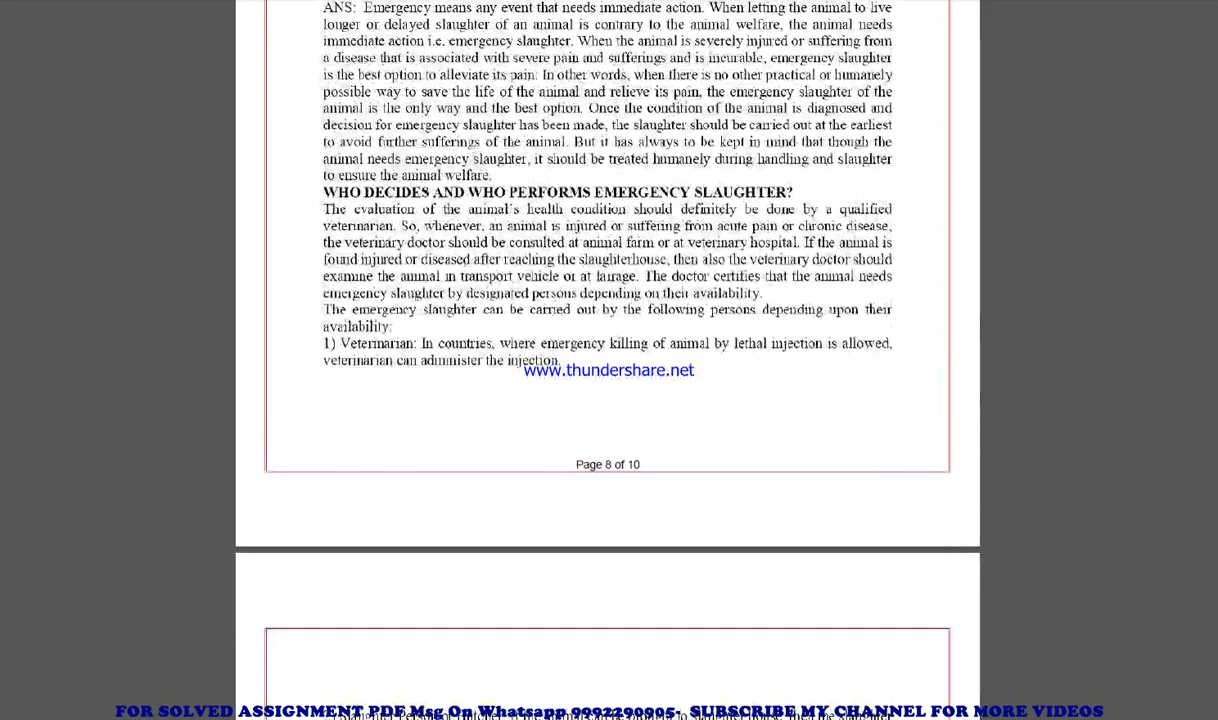 ANS: Emergency means any event that needs immediate action. When letting the animal to live
longer or delayed slaughter of an animal is contrary to the animal welfare, the animal needs
immediate action i.e. emergency slaughter. When the animal is severely injured or suffering from
a disease that is associated with severe pain and sufferings and is incurable, emergency slaughter
is the best option to alleviate its pain. In other words, when there is no other practical or humanely
possible way to save the life of the animal and relieve its pain, the emergency slaughter of the
animal is the only way and the best option. Once the condition of the animal is diagnosed and
decision for emergency slaughter has been made, the slaughter should be carried out at the earliest
to avoid further sufferings of the animal. But it has always to be kept in mind that though the
animal needs emergency slaughter, it should be treated humanely during handling and slaughter
to ensure the animal welfare.
WHO DECIDES AND WHO PERFORMS EMERGENCY SLAUGHTER?
The evaluation of the animal's health condition should definitely be done by a qualified
veterinarian. So, whenever, an animal is injured or suffering from acute pain or chronic disease,
the veterinary doctor should be consulted at animal farm or at veterinary hospital. If the animal is
found injured or diseased after reaching the slaughterhouse, then also the veterinary doctor should
examine the animal in transport vehicle or at lairage. The doctor certifies that the animal needs
emergency slaughter by designated persons depending on their availability.
The emergency slaughter can be carried out by the following persons depending upon their
availability:
1) Veterinarian: In countries, where emergency killing of animal by lethal injection is allowed,
veterinarian can administer the injection.
www.thundershare.net
Page 8 of 10
FOR SOLVED ASSIGNMENT PDF Msg On Whatsapp 9992290905- SUBSCRIBE MY CHANNEL FOR MORE VIDEOS